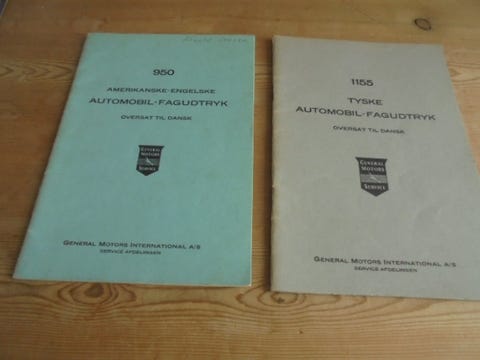 950
AMERIKANSKE-ENGELSKE
AUTOMOBIL-FAGUDTRYK
OVERSAT TIL DANSK
GENERAL
MOTORS
SERVICE
GENERAL MOTORS INTERNATIONAL A/S
SERVICE AFDELINGEN
1155
TYSKE
AUTOMOBIL-FAGUDTRYK
OVERSAT TIL DANSK
GENERAL
MOTORS
SERVICE
GENERAL MOTORS INTERNATIONAL A/S
SERVICE AFDELINGEN